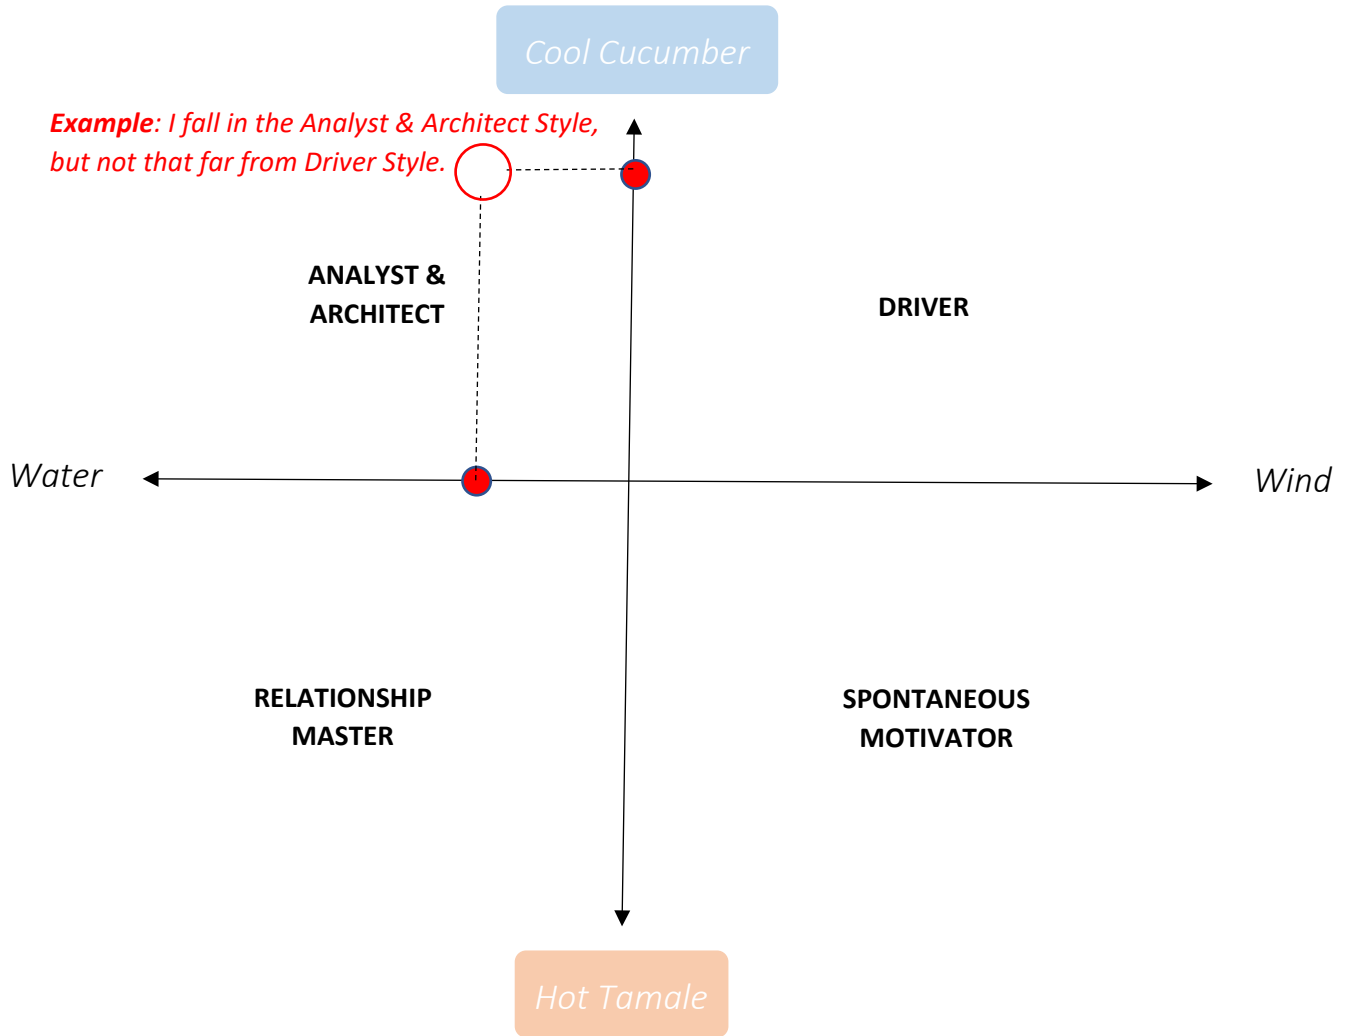 Cool Cucumber
Example: I fall in the Analyst & Architect Style,
but not that far from Driver Style.
ANALYST &
ARCHITECT
DRIVER
Water
Wind
RELATIONSHIP
MASTER
SPONTANEOUS
MOTIVATOR
Hot Tamale